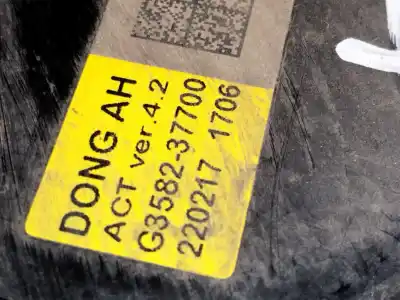 DONG AH
ACT ver.4.2
G3582-37700
220217 1706